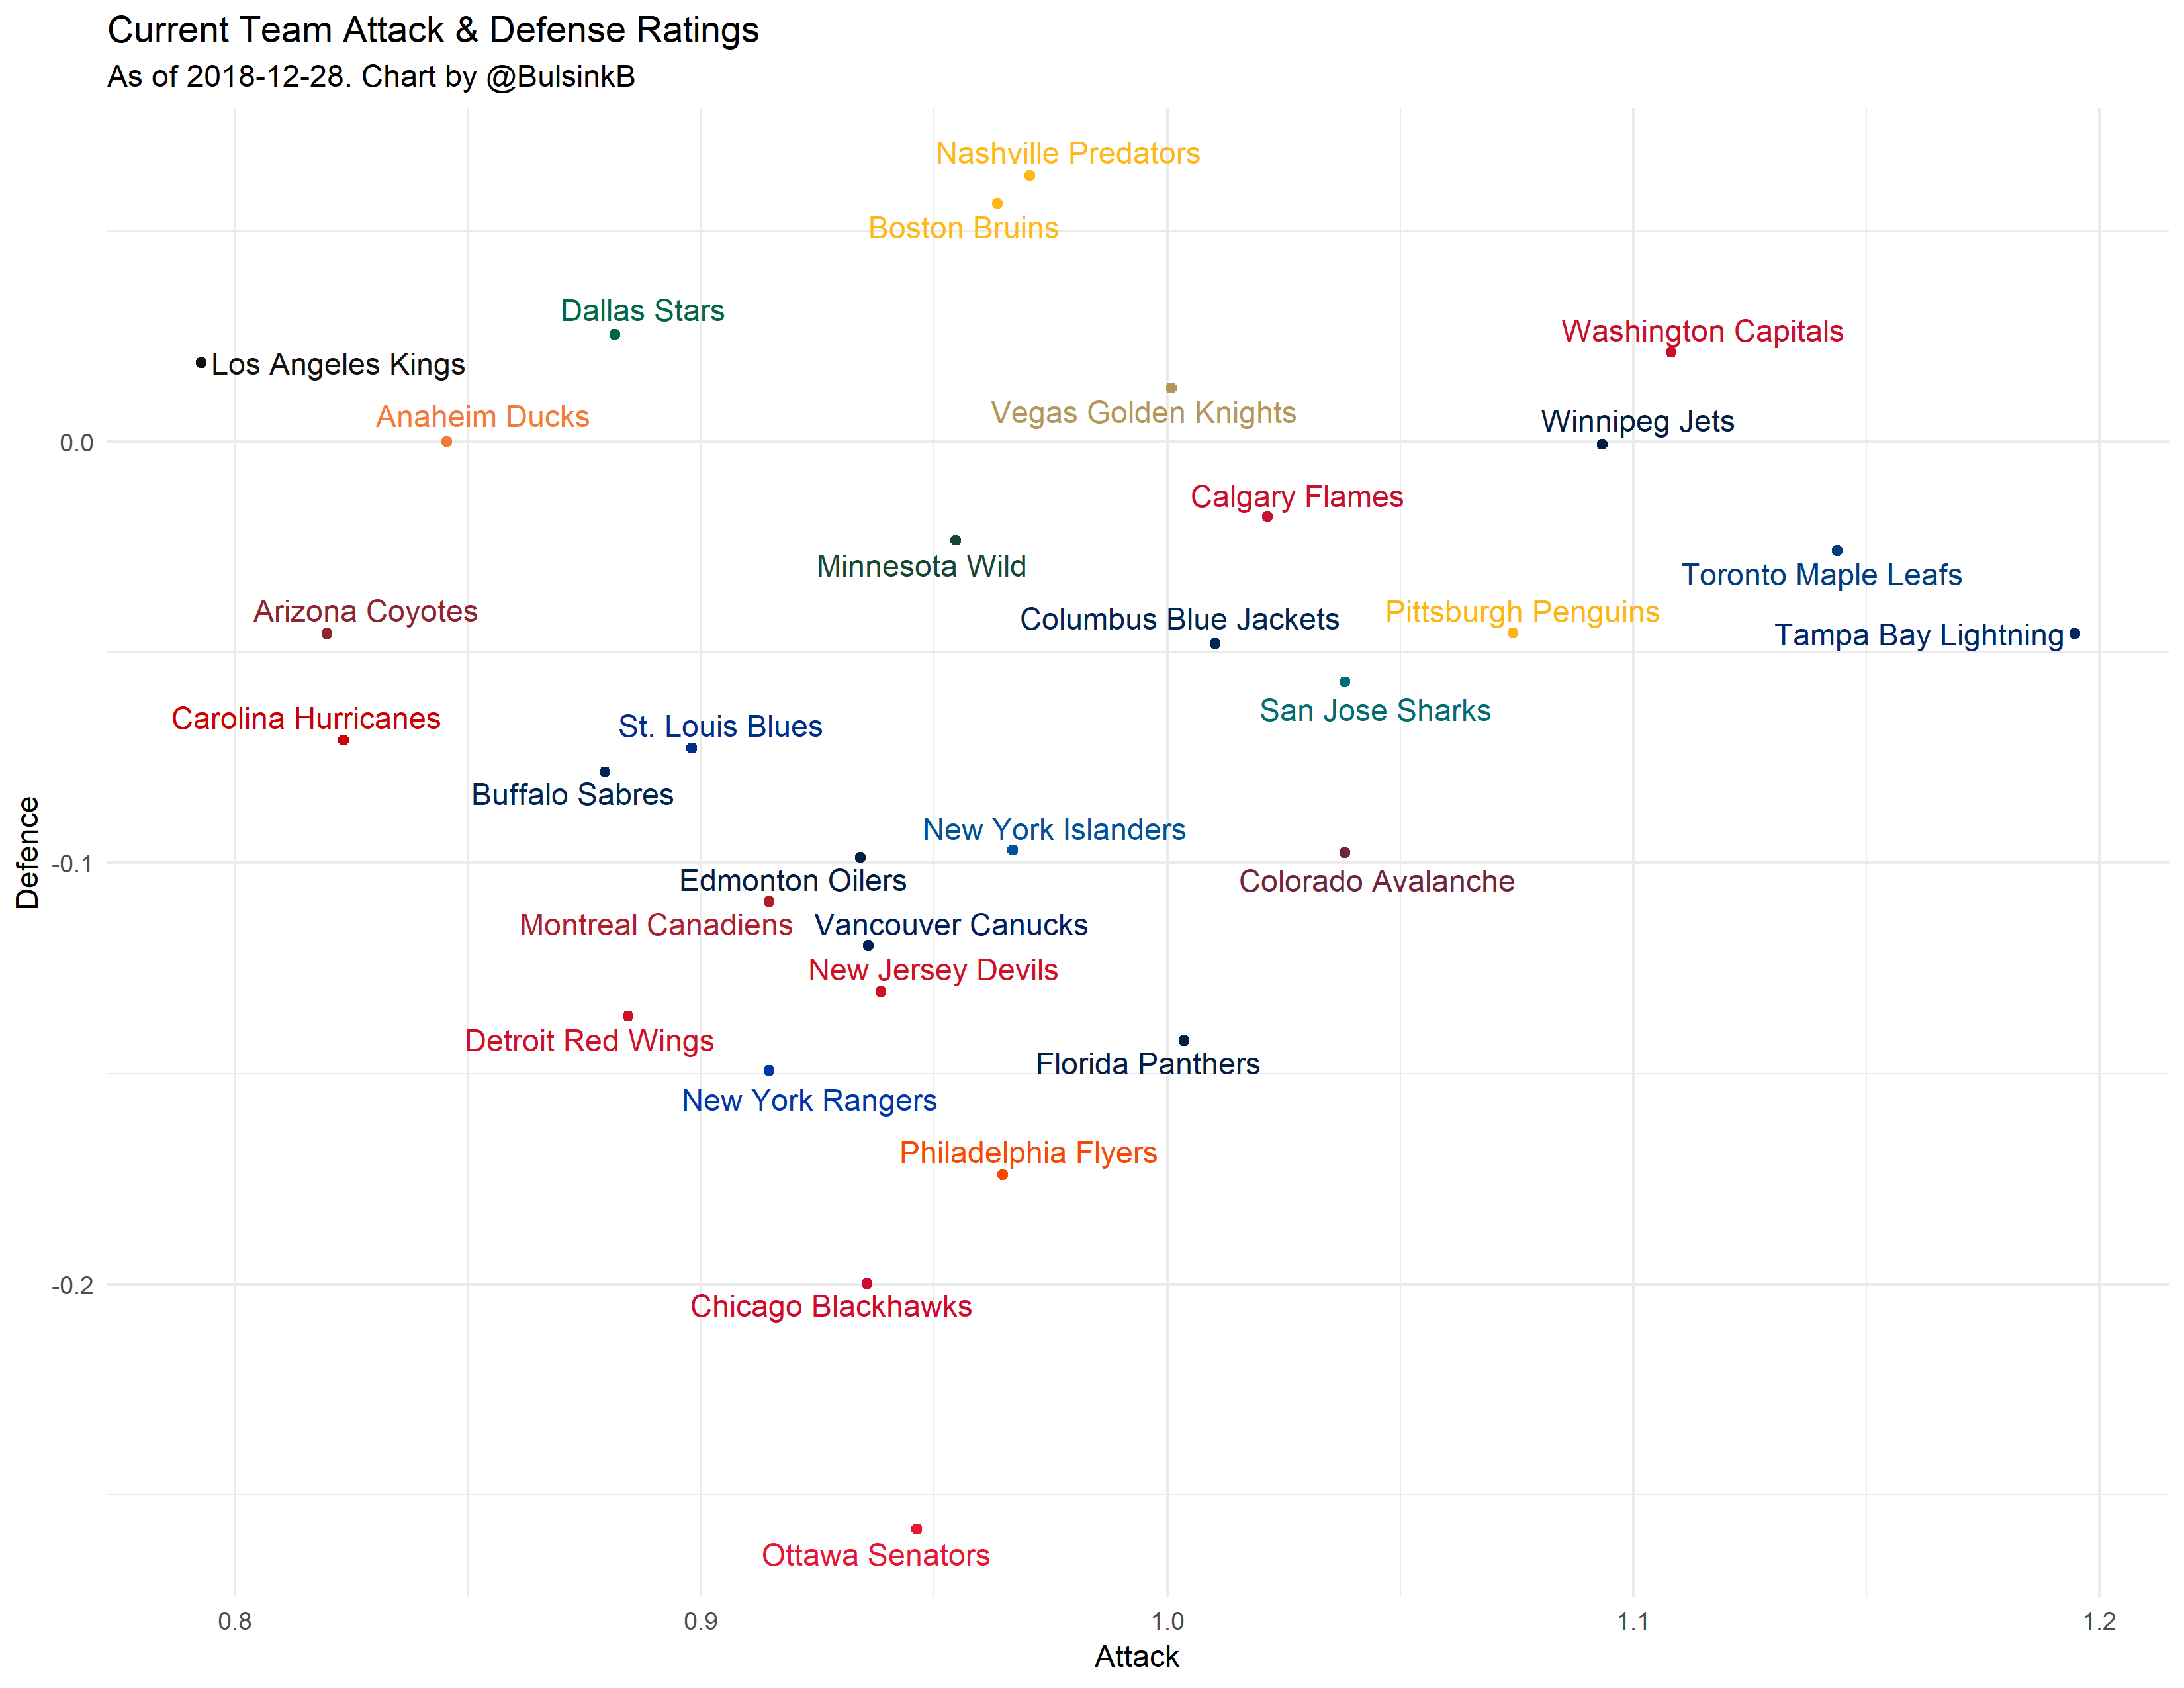 Current Team Attack & Defense Ratings
As of 2018-12-28. Chart by @BulsinkB
Nashville Predators
Boston Bruins
Dallas Stars
Washington Capitals
Los Angeles Kings
Anaheim Ducks
Vegas Golden Knights
Winnipeg Jets
0.0
Calgary Flames
Minnesota Wild
Toronto Maple Leafs
Arizona Coyotes
Columbus Blue Jackets
Pittsburgh Penguins
Tampa Bay Lightning
San Jose Sharks
Carolina Hurricanes
St. Louis Blues
Buffalo Sabres
New York Islanders
Defence
-0.1
Edmonton Oilers
Colorado Avalanche
Montreal Canadiens
Vancouver Canucks
New Jersey Devils
Detroit Red Wings
Florida Panthers
New York Rangers
Philadelphia Flyers
-0.2
Chicago Blackhawks
Ottawa Senators
0.8
0.9
1.0
1.1
1.2
Attack